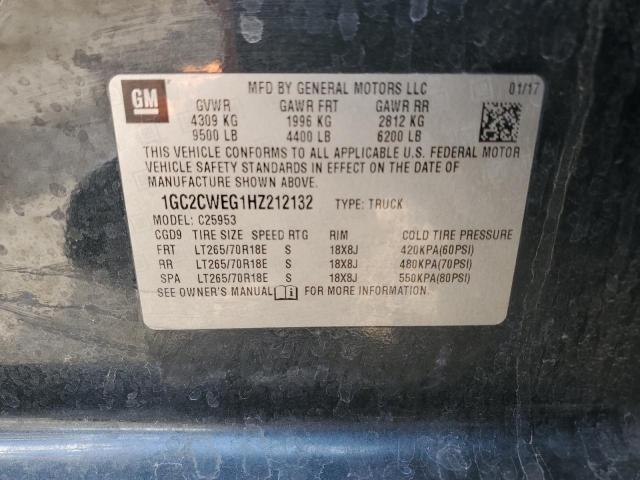 GM
MFD BY GENERAL MOTORS LLC 01/17
GVWR GAWR FRT GAWR RR
4309 KG 1996 KG 2812 KG
9500 LB 4400 LB 6200 LB
THIS VEHICLE CONFORMS TO ALL APPLICABLE U.S. FEDERAL MOTOR
VEHICLE SAFETY STANDARDS IN EFFECT ON THE DATE OF
MANUFACTURE SHOWN ABOVE.
1GC2CWEG1HZ212132 TYPE: TRUCK
MODEL: C25953
CGD9 TIRE SIZE SPEED RTG RIM COLD TIRE PRESSURE
FRT LT265/70R18E S 18X8J 420KPA(60PSI)
RR LT265/70R18E S 18X8J 480KPA(70PSI)
SPA LT265/70R18E S 18X8J 550KPA(80PSI)
SEE OWNER'S MANUAL FOR MORE INFORMATION.